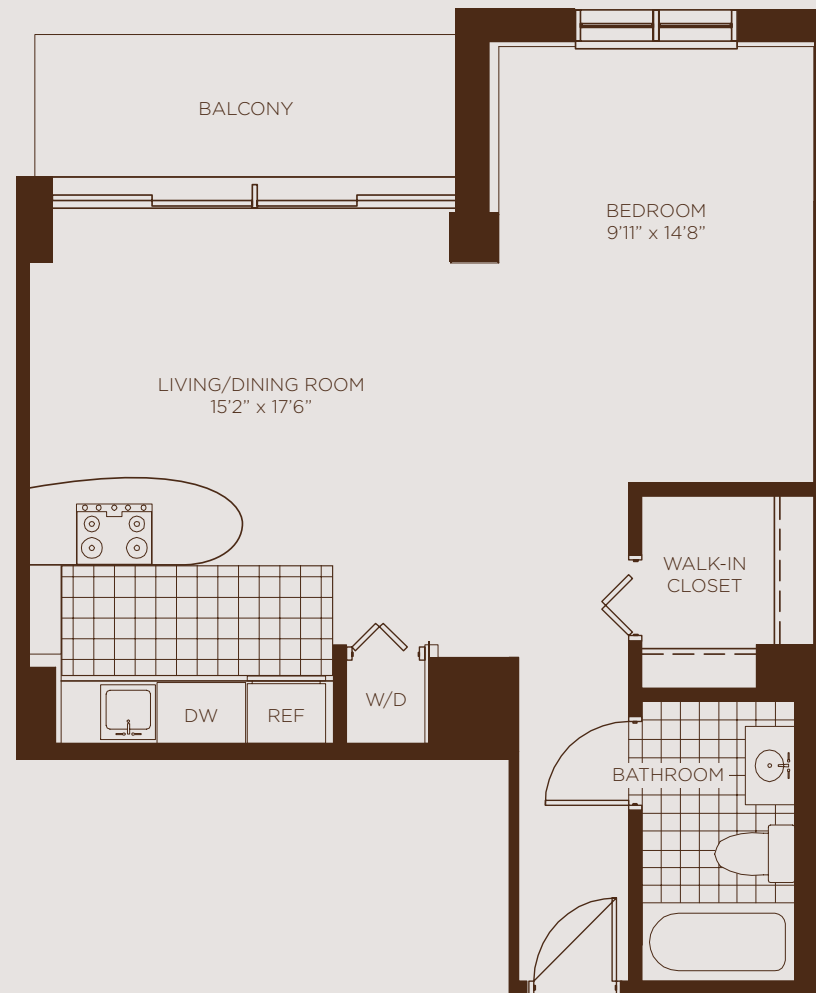 BALCONY
BEDROOM
9’11” x 14’8”
LIVING/DINING ROOM
15’2” x 17’6”
WALK-IN
CLOSET
W/D
DW
REF
BATHROOM